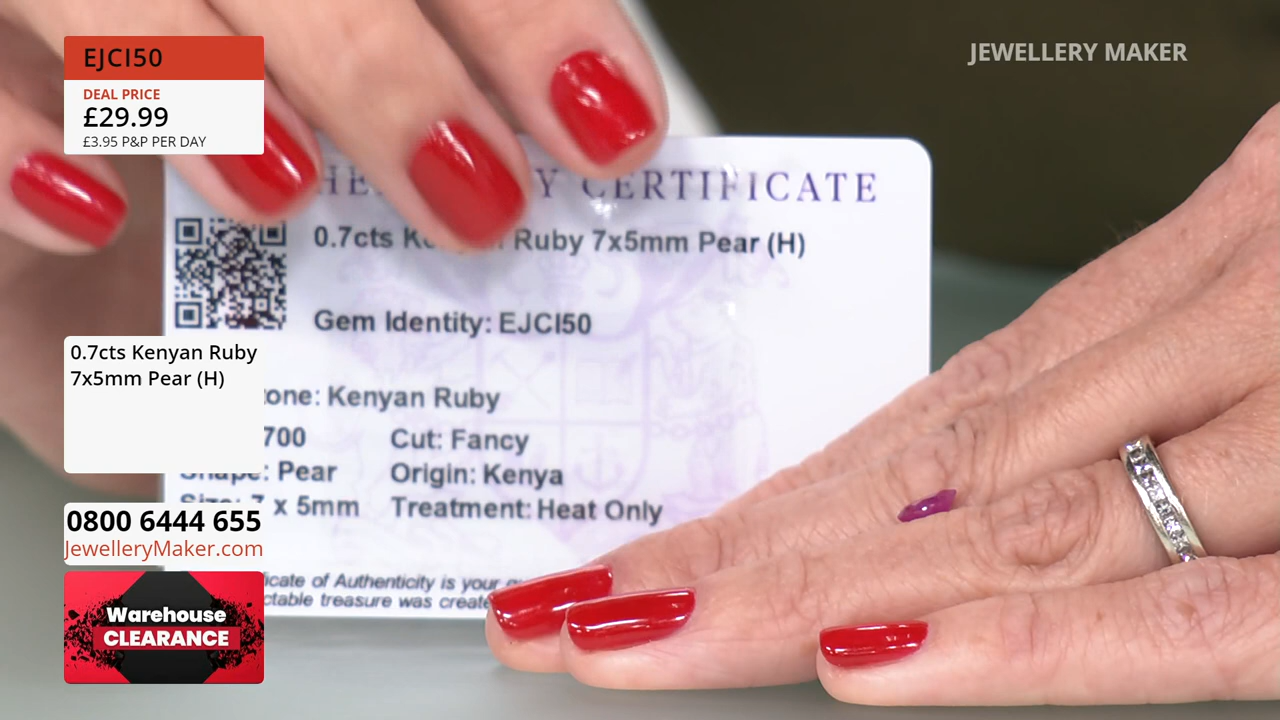 EJCI50
DEAL PRICE
£29.99
£3.95 P&P PER DAY
JEWELLERY MAKER
CERTIFICATE
0.7cts Ruby 7x5mm Pear (H)
Gem Identity: EJCI50
Kenyan Ruby
700 Cut: Fancy
Shape: Pear Origin: Kenya
Size: 7 x 5mm Treatment: Heat Only
of Authenticity is your
treasure was
0.7cts Kenyan Ruby
7x5mm Pear (H)
0800 6444 655
JewelleryMaker.com
Warehouse
CLEARANCE